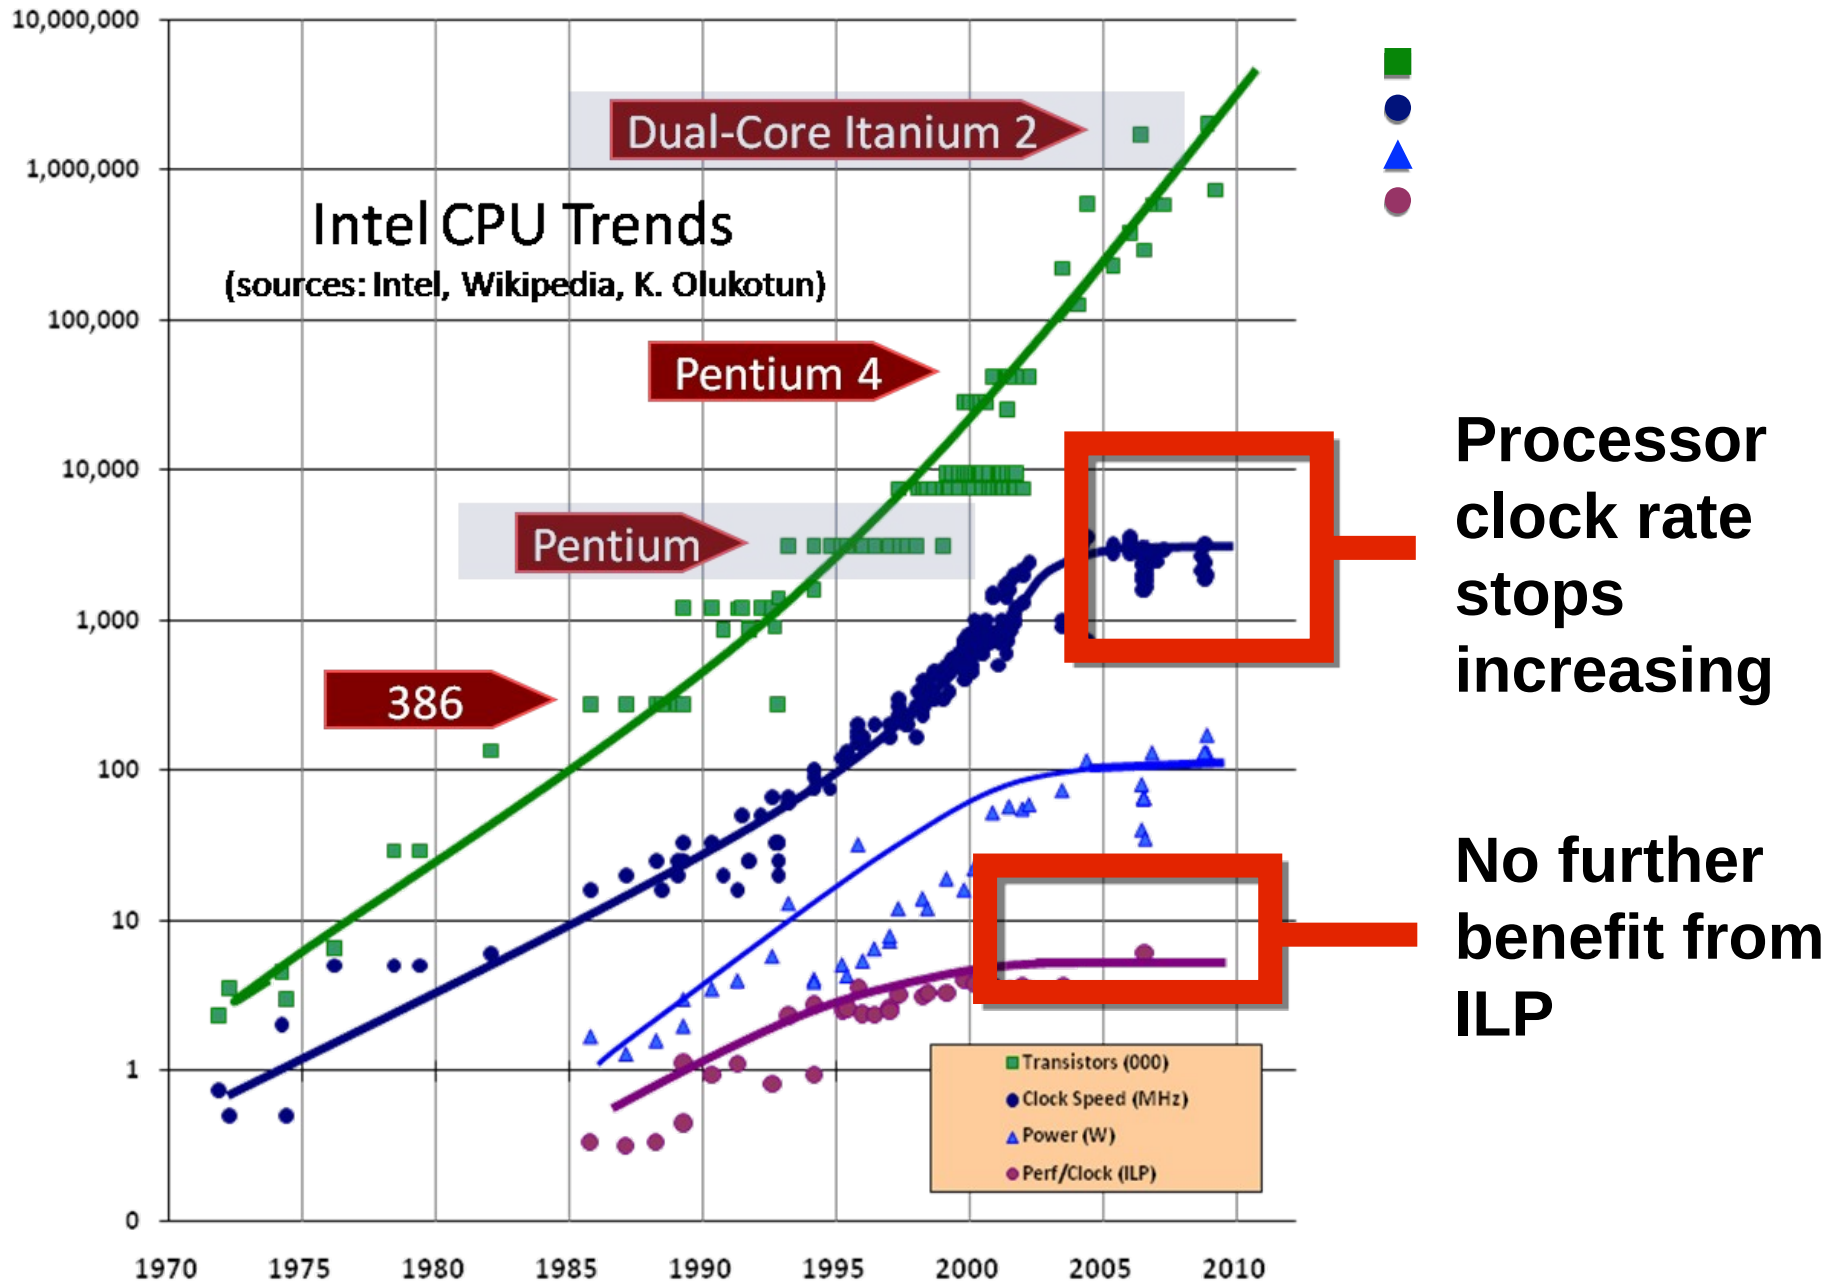 10,000,000
1,000,000
100,000
10,000
1,000
100
10
1
0
1970 1975 1980 1985 1990 1995 2000 2005 2010
Intel CPU Trends
(sources: Intel, Wikipedia, K. Olukotun)
Dual-Core Itanium 2
Pentium 4
Pentium
386
Processor
clock rate
stops
increasing
No further
benefit from
ILP
Transistors (000)
Clock Speed (MHz)
Power (W)
Perf/Clock (ILP)